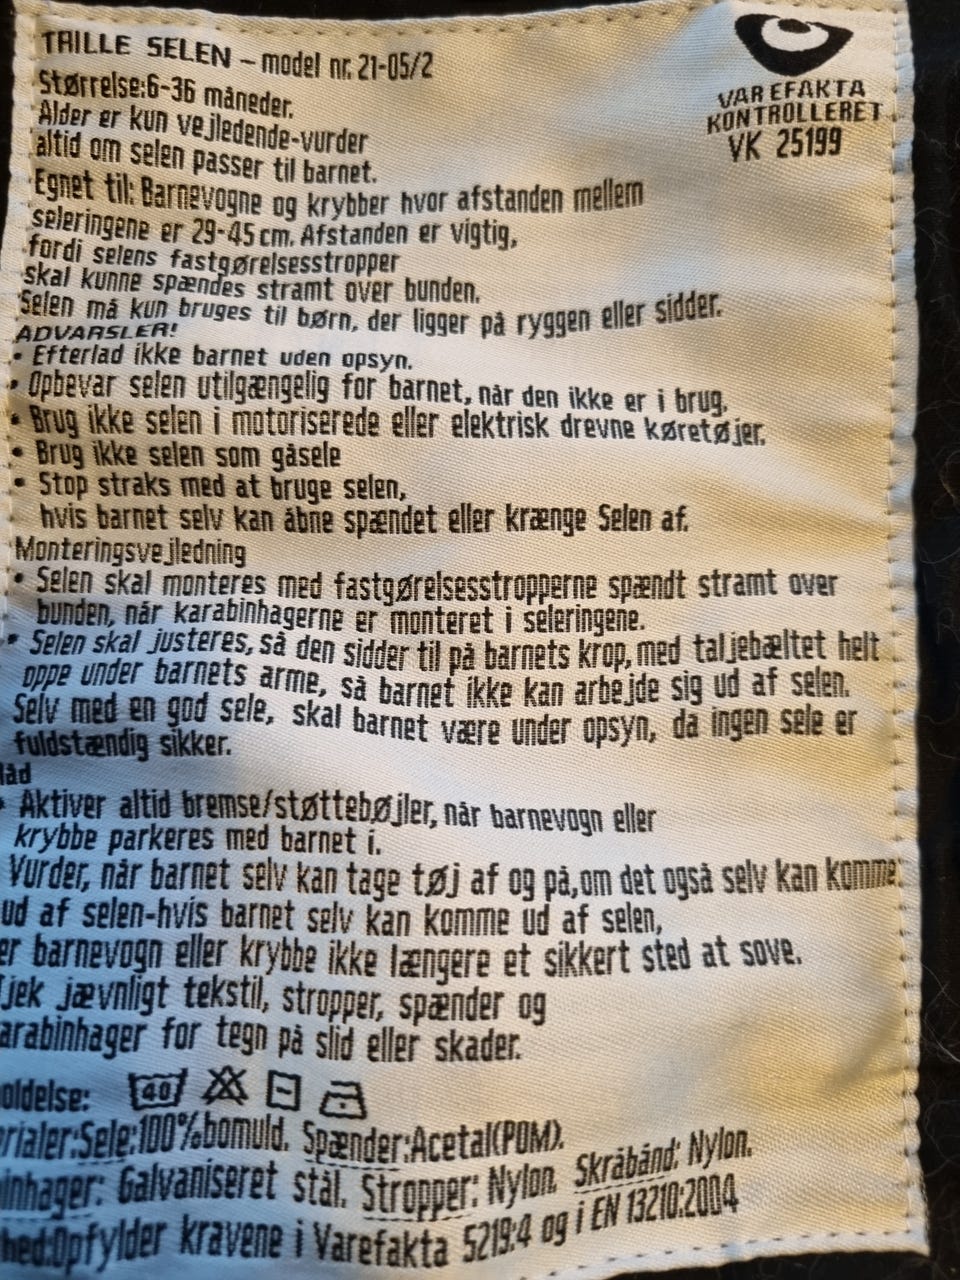 TAILLE SELEN – model nr. 21-05/2
VAREFAKTA
KONTROLLERET
VK 25199
Størrelse:6-36 måneder.
Alder er kun vejledende-vurder
altid om selen passer til barnet.
Egnet til: Barnevogne og krybber hvor afstanden mellem
seleringene er 29-45 cm. Afstanden er vigtig,
fordi selens fastgørelsesstropper
skal kunne spændes stramt over bunden.
Selen må kun bruges til børn, der ligger på ryggen eller sidder.
ADVARSLER!
• Efterlad ikke barnet uden opsyn.
• Opbevar selen utilgængelig for barnet, når den ikke er i brug.
• Brug ikke selen i motoriserede eller elektrisk drevne køretøjer.
• Brug ikke selen som gåsele
• Stop straks med at bruge selen,
hvis barnet selv kan åbne spændet eller krænge Selen af.
Monteringsvejledning
• Selen skal monteres med fastgørelsesstropperne spændt stramt over
bunden, når karabinhagerne er monteret i seleringene.
• Selen skal justeres, så den sidder til på barnets krop, med taljebæltet helt
oppe under barnets arme, så barnet ikke kan arbejde sig ud af selen.
Selv med en god sele, skal barnet være under opsyn, da ingen sele er
fuldstændig sikker.
råd
• Aktiver altid bremse/støttebøjler, når barnevogn eller
krybbe parkeres med barnet i.
Vurder, når barnet selv kan tage tøj af og på, om det også selv kan komme
ud af selen-hvis barnet selv kan komme ud af selen,
er barnevogn eller krybbe ikke længere et sikkert sted at sove.
jek jævnligt tekstil, stropper, spænder og
arabinhager for tegn på slid eller skader.
oldelse: 40
rialer:Sele:100%bomuld. Spænder:Acetal(POM).
inhager: Galvaniseret stål. Stropper: Nylon. Skråbånd: Nylon.
hed:Opfylder kravene i Varefakta 5219:4 og i EN 13210:2004